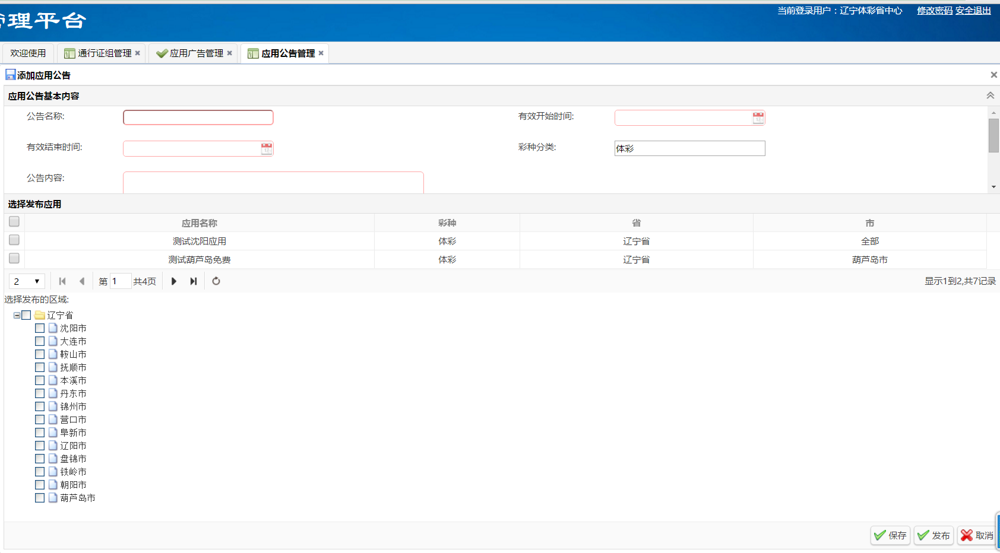 当前登录用户：辽宁体彩省中心 修改密码 安全退出
理平台
欢迎使用 通行证组管理 应用广告管理 应用公告管理
添加应用公告
应用公告基本内容
公告名称: 有效开始时间:
有效结束时间: 彩种分类: 体彩
公告内容:
选择发布应用
应用名称 彩种 省 市
测试沈阳应用 体彩 辽宁省 全部
测试葫芦岛免费 体彩 辽宁省 葫芦岛市
2 第 1 共4页 显示1到2,共7记录
选择发布的区域:
辽宁省
沈阳市
大连市
鞍山市
抚顺市
本溪市
丹东市
锦州市
营口市
阜新市
辽阳市
盘锦市
铁岭市
朝阳市
葫芦岛市
保存 发布 取消